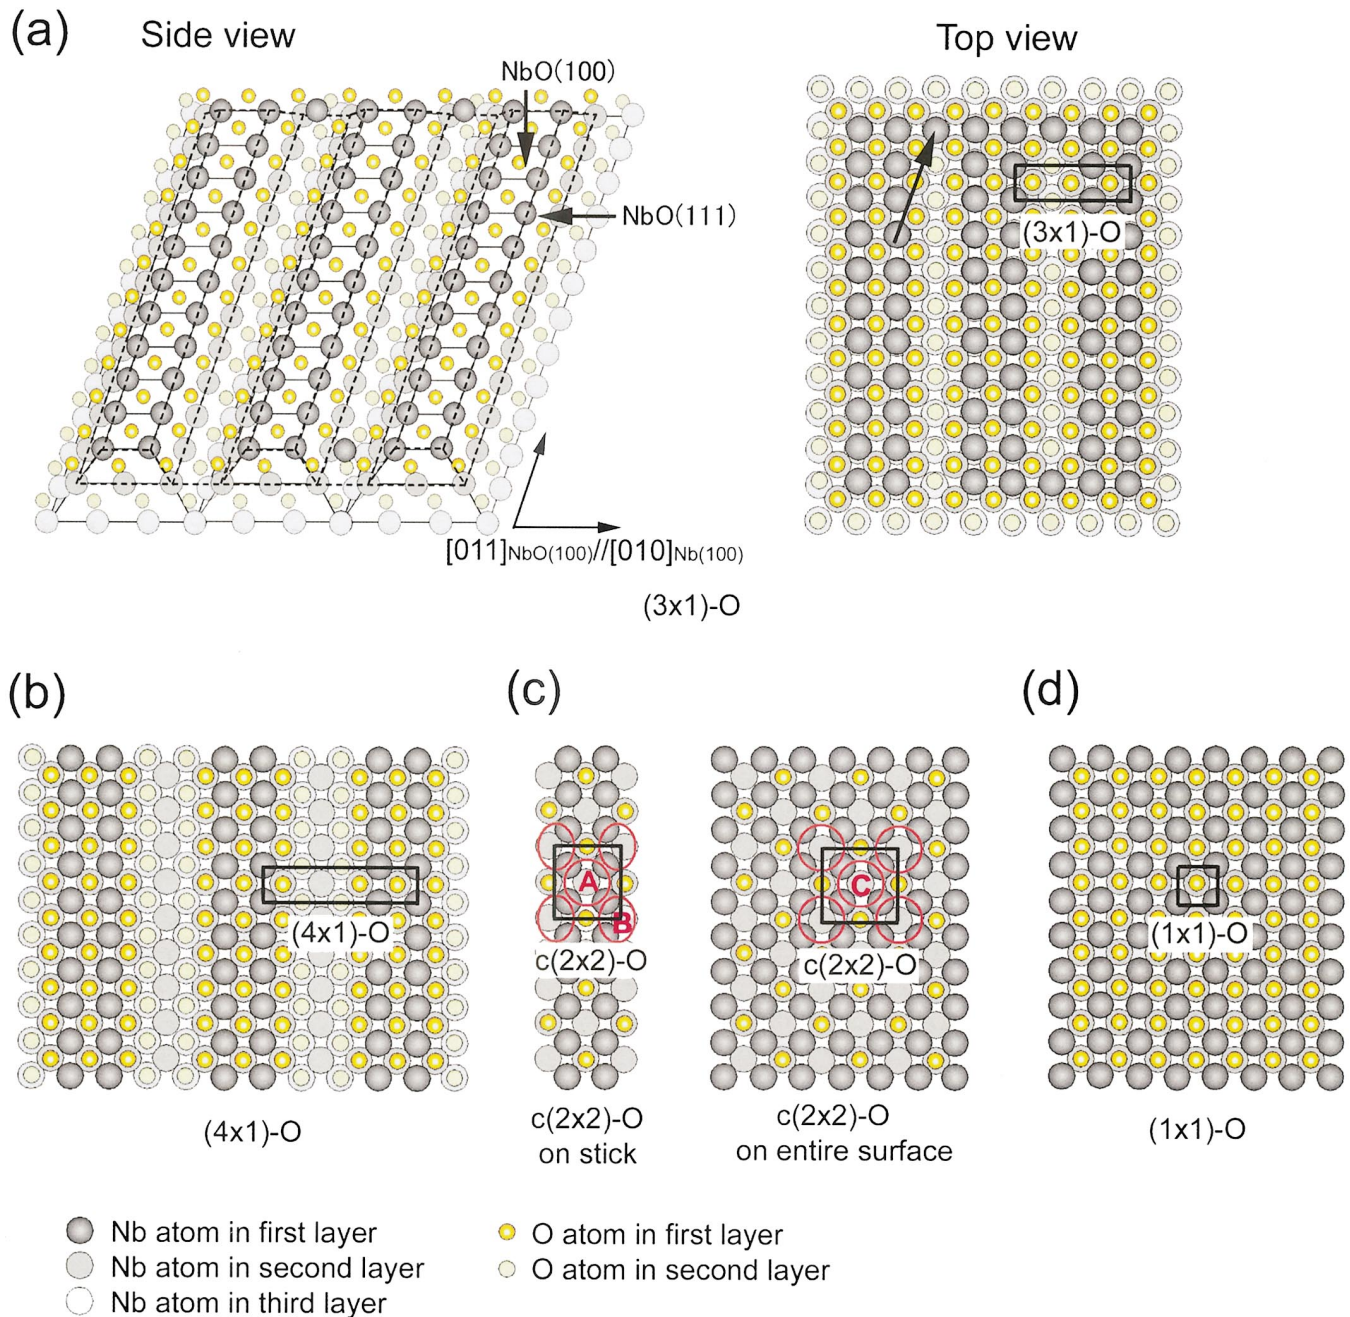 (a)
Side view
Top view
NbO(100)
NbO(111)
(3x1)-O
[011]NbO(100)//[010]Nb(100)
(3x1)-O
(b)
(c)
(d)
(4x1)-O
A
B
c(2x2)-O
C
c(2x2)-O
(1x1)-O
(4x1)-O
c(2x2)-O
on stick
c(2x2)-O
on entire surface
(1x1)-O
Nb atom in first layer
Nb atom in second layer
Nb atom in third layer
O atom in first layer
O atom in second layer